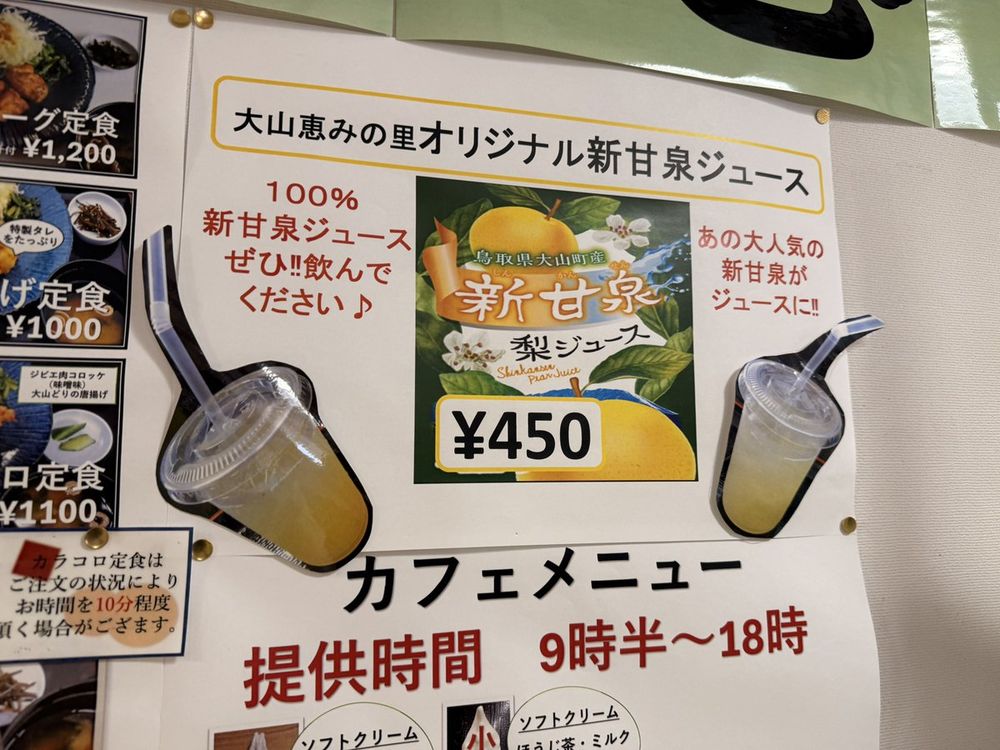 ーグ定食
付 ¥1,200
特製タレ
をたっぷり
げ定食
¥1000
ジビエ肉コロッケ
(味噌味)
大山どりの唐揚げ
ロ定食
¥1100
カラコロ定食は
ご注文の状況により
お時間を10分程度
頂く場合がござます。
大山恵みの里オリジナル新甘泉ジュース
100%
新甘泉ジュース
ぜひ!!飲んで
ください♪
鳥取県大山町産
しん かん せん
新甘泉
梨ジュース
Shinkansen
Pear Juice
¥450
あの大人気の
新甘泉が
ジュースに!!
カフェメニュー
提供時間 9時半～18時
ソフトクリーム
小
ソフトクリーム
ほうじ茶・ミルク